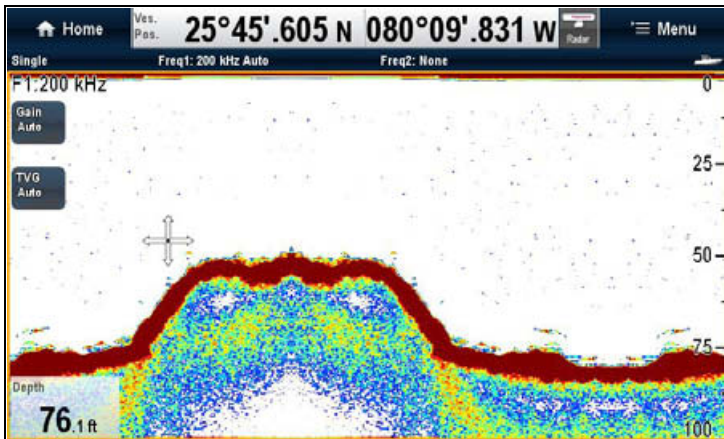 Home
Ves. Pos. 25°45'.605 N 080°09'.831 W
Radar
Menu
Single Freq1: 200 kHz Auto Freq2: None
F1:200 kHz
0
Gain
Auto
25
TVG
Auto
50
75
Depth
76.1 ft
100